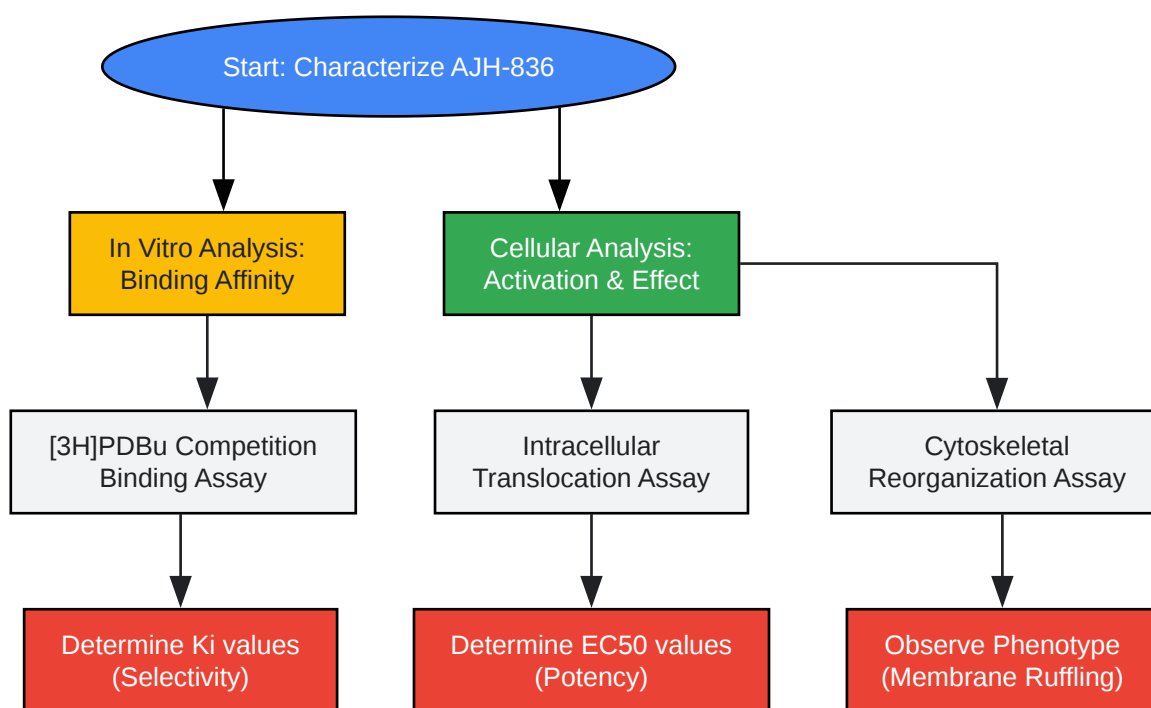 Start: Characterize AJH-836
In Vitro Analysis:
Binding Affinity
Cellular Analysis:
Activation & Effect
[3H]PDBu Competition
Binding Assay
Intracellular
Translocation Assay
Cytoskeletal
Reorganization Assay
Determine Ki values
(Selectivity)
Determine EC50 values
(Potency)
Observe Phenotype
(Membrane Ruffling)